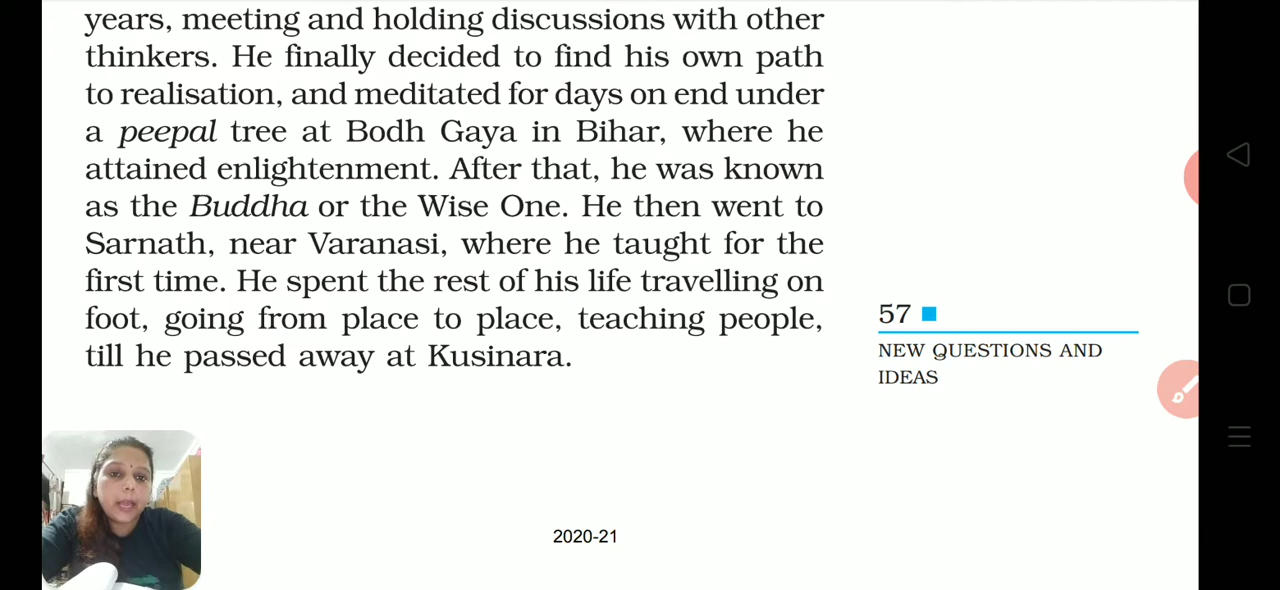 years, meeting and holding discussions with other
thinkers. He finally decided to find his own path
to realisation, and meditated for days on end under
a peepal tree at Bodh Gaya in Bihar, where he
attained enlightenment. After that, he was known
as the Buddha or the Wise One. He then went to
Sarnath, near Varanasi, where he taught for the
first time. He spent the rest of his life travelling on
foot, going from place to place, teaching people,
till he passed away at Kusinara.
57
NEW QUESTIONS AND
IDEAS
2020-21